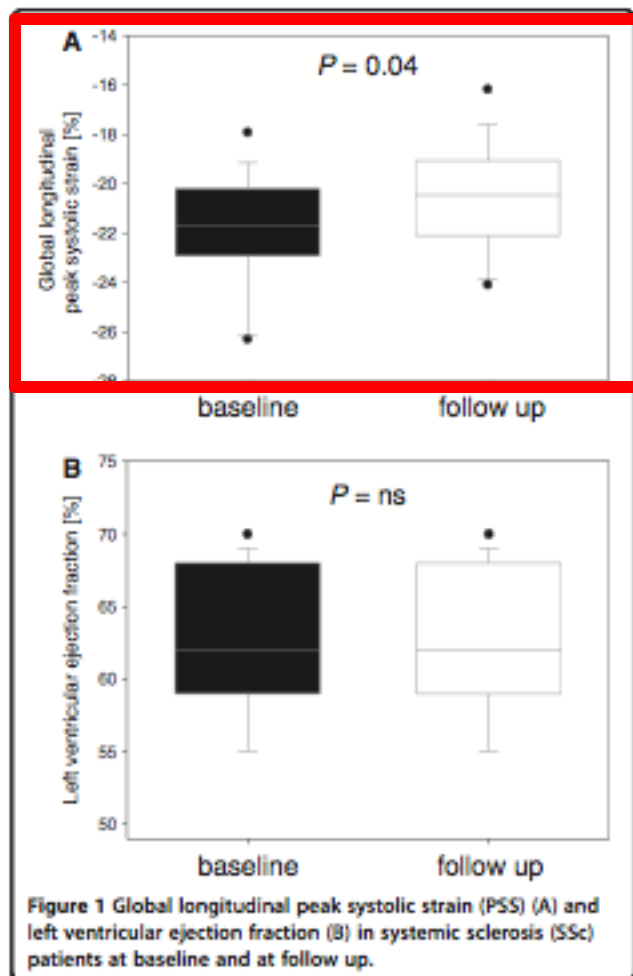 A
P = 0.04
Global longitudinal
peak systolic strain [%]
-14
-16
-18
-20
-22
-24
-26
-28
baseline
follow up
B
P = ns
Left ventricular ejection fraction [%]
75
70
65
60
55
50
baseline
follow up
Figure 1 Global longitudinal peak systolic strain (PSS) (A) and
left ventricular ejection fraction (B) in systemic sclerosis (SSc)
patients at baseline and at follow up.